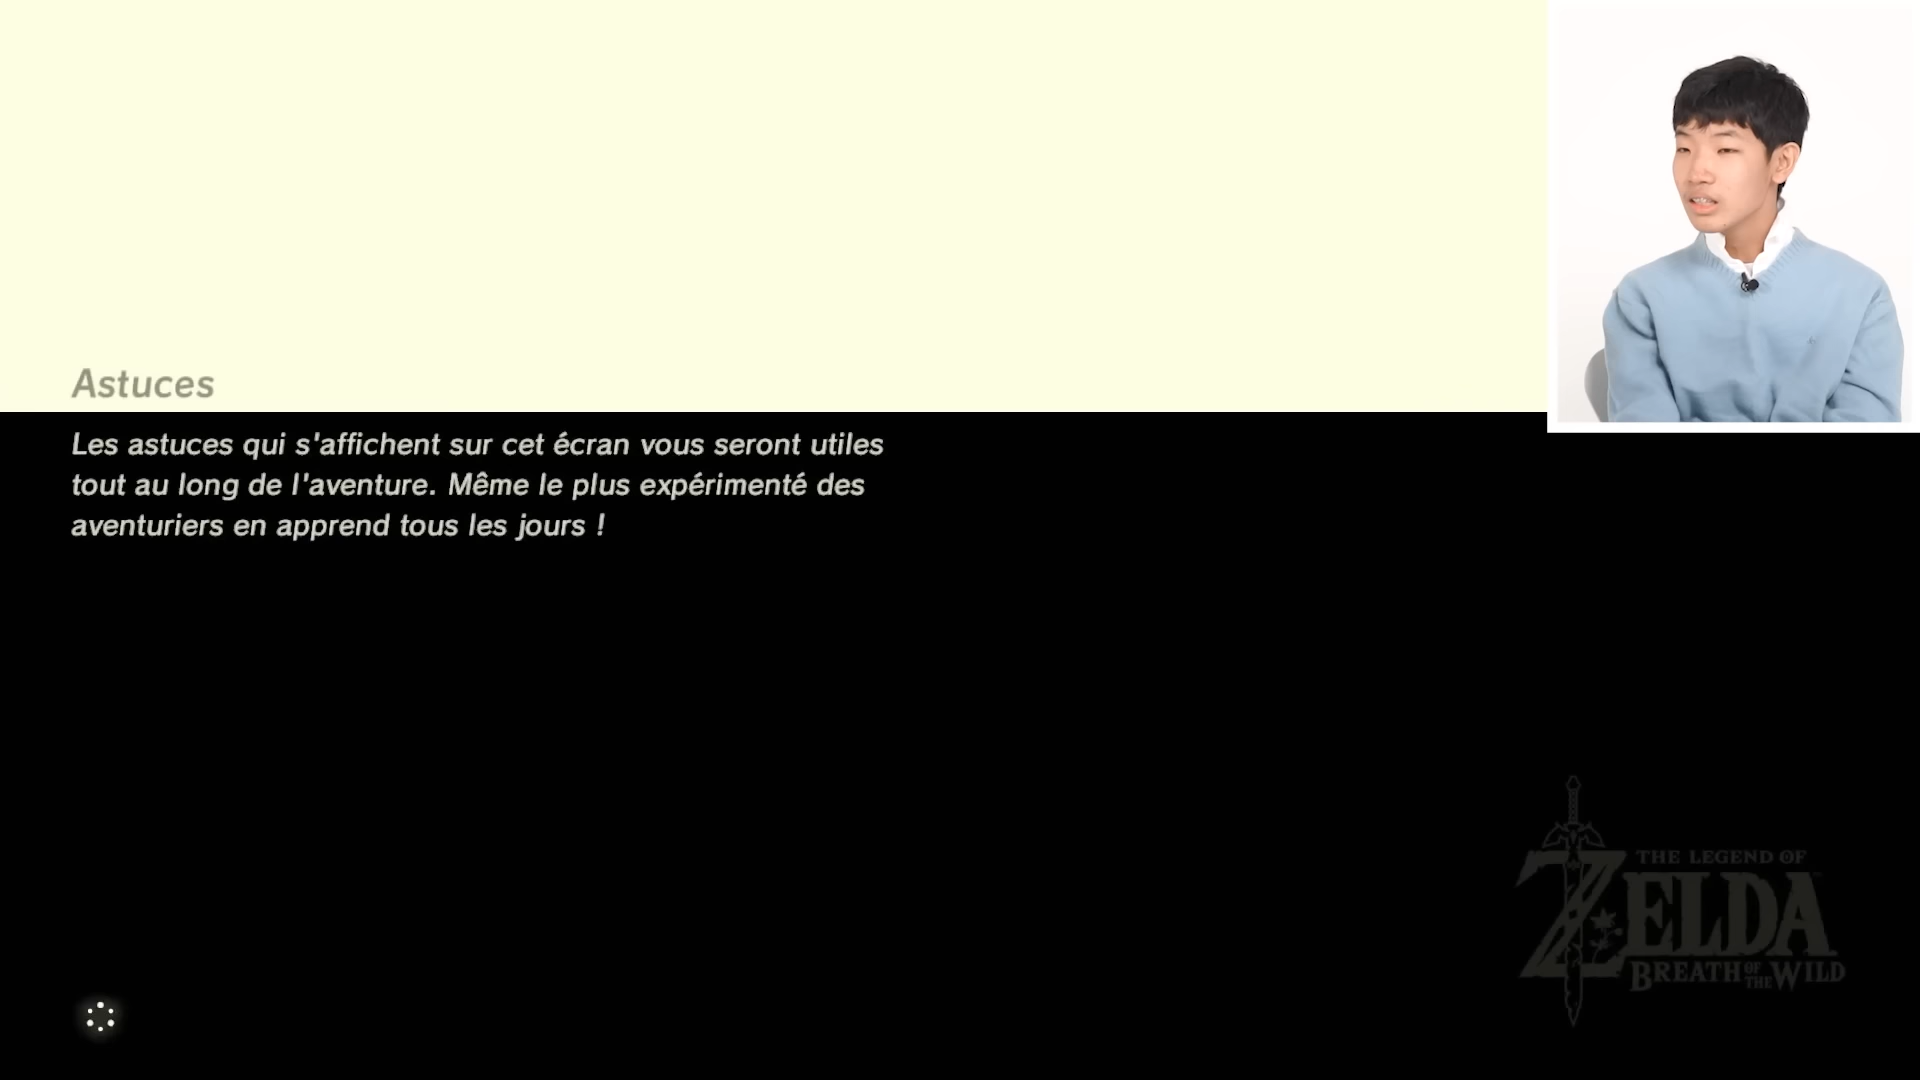 Astuces
Les astuces qui s'affichent sur cet écran vous seront utiles
tout au long de l'aventure. Même le plus expérimenté des
aventuriers en apprend tous les jours !
THE LEGEND OF
ZELDA
BREATH OF THE WILD